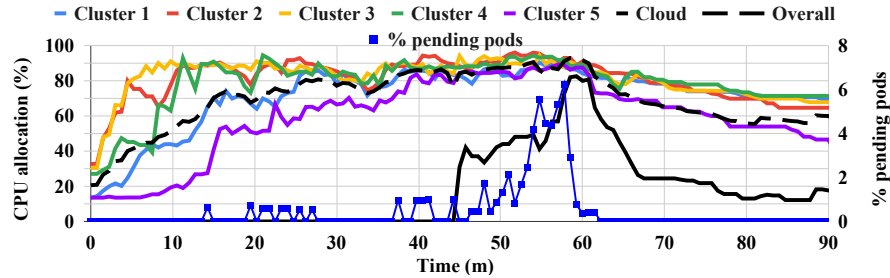 Cluster 1 Cluster 2 Cluster 3 Cluster 4 Cluster 5 Cloud Overall
% pending pods
CPU allocation (%)
100
80
60
40
20
0
8
6
4
2
0
% pending pods
0 10 20 30 40 50 60 70 80 90
Time (m)